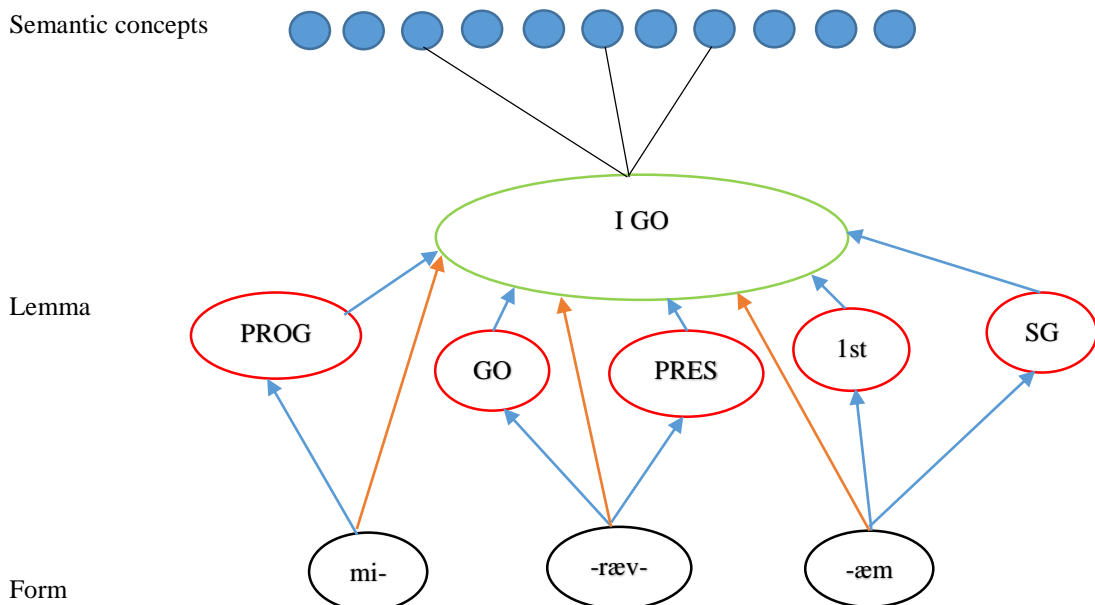 Semantic concepts
I GO
Lemma
PROG
GO
PRES
1st
SG
mi-
-ræv-
-æm
Form